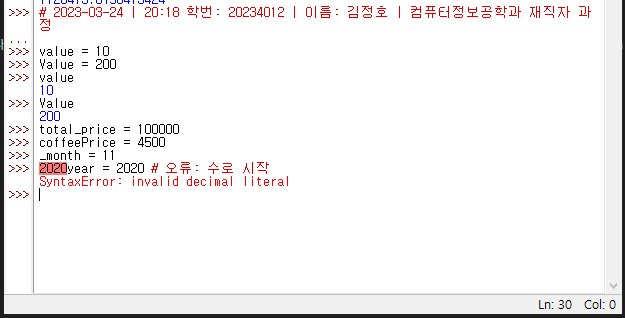 >>> # 2023-03-24 | 20:18 학번: 20234012 | 이름: 김정호 | 컴퓨터정보공학과 재직자 과
정
...
>>> value = 10
>>> Value = 200
>>> value
10
>>> Value
200
>>> total_price = 100000
>>> coffeePrice = 4500
>>> _month = 11
>>> 2020year = 2020 # 오류: 수로 시작
SyntaxError: invalid decimal literal
>>>
Ln: 30 Col: 0